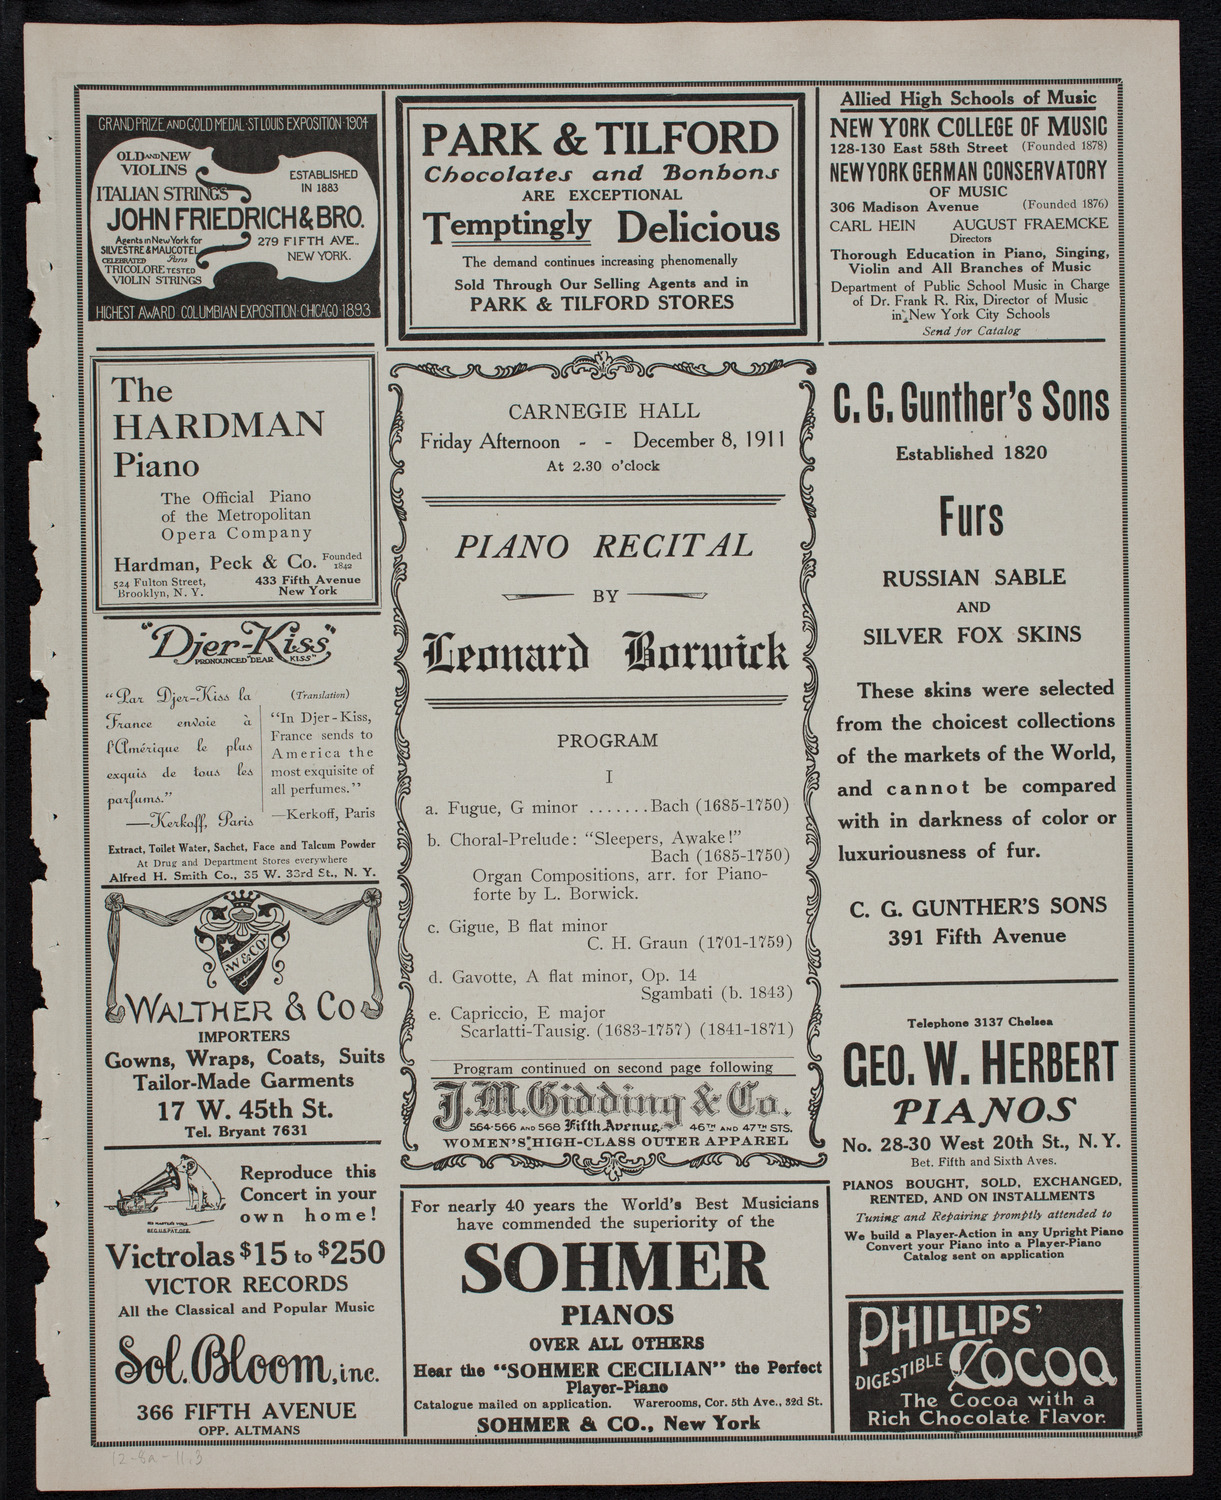 GRAND PRIZE AND GOLD MEDAL · ST LOUIS EXPOSITION · 1904
OLD AND NEW
VIOLINS
ITALIAN STRINGS
ESTABLISHED
IN 1883
JOHN FRIEDRICH & BRO.
Agents in New York for
SILVESTRE & MAUCOTEL
CELEBRATED Paris
TRICOLORE TESTED
VIOLIN STRINGS
279 FIFTH AVE..
NEW YORK.
HIGHEST AWARD · COLUMBIAN EXPOSITION · CHICAGO · 1893
PARK & TILFORD
Chocolates and Bonbons
ARE EXCEPTIONAL
Temptingly Delicious
The demand continues increasing phenomenally
Sold Through Our Selling Agents and in
PARK & TILFORD STORES
Allied High Schools of Music
NEW YORK COLLEGE OF MUSIC
128-130 East 58th Street (Founded 1878)
NEW YORK GERMAN CONSERVATORY
OF MUSIC
306 Madison Avenue (Founded 1876)
CARL HEIN AUGUST FRAEMCKE
Directors
Thorough Education in Piano, Singing,
Violin and All Branches of Music
Department of Public School Music in Charge
of Dr. Frank R. Rix, Director of Music
in New York City Schools
Send for Catalog
The
HARDMAN
Piano
The Official Piano
of the Metropolitan
Opera Company
Hardman, Peck & Co. Founded 1842
524 Fulton Street, 433 Fifth Avenue
Brooklyn, N. Y. New York
"Djer-Kiss"
PRONOUNCED "DEAR KISS"
"Par Djer-Kiss la
France envoie à
l'Amérique le plus
exquis de tous les
parfums."
—Kerkoff, Paris
(Translation)
"In Djer-Kiss,
France sends to
America the
most exquisite of
all perfumes."
—Kerkoff, Paris
Extract, Toilet Water, Sachet, Face and Talcum Powder
At Drug and Department Stores everywhere
Alfred H. Smith Co., 35 W. 33rd St., N. Y.
W & Co.
WALTHER & CO
IMPORTERS
Gowns, Wraps, Coats, Suits
Tailor-Made Garments
17 W. 45th St.
Tel. Bryant 7631
HIS MASTER'S VOICE
REG. U.S. PAT. OFF.
Reproduce this
Concert in your
own home!
Victrolas $15 to $250
VICTOR RECORDS
All the Classical and Popular Music
Sol. Bloom, inc.
366 FIFTH AVENUE
OPP. ALTMANS
CARNEGIE HALL
Friday Afternoon - - December 8, 1911
At 2.30 o'clock
PIANO RECITAL
BY
Leonard Borwick
PROGRAM
I
a. Fugue, G minor .......Bach (1685-1750)
b. Choral-Prelude: "Sleepers, Awake!"
Bach (1685-1750)
Organ Compositions, arr. for Piano-
forte by L. Borwick.
c. Gigue, B flat minor
C. H. Graun (1701-1759)
d. Gavotte, A flat minor, Op. 14
Sgambati (b. 1843)
e. Capriccio, E major
Scarlatti-Tausig. (1683-1757) (1841-1871)
Program continued on second page following
J. M. Gidding & Co.
564-566 AND 568 Fifth Avenue 46TH AND 47TH STS.
WOMEN'S HIGH-CLASS OUTER APPAREL
For nearly 40 years the World's Best Musicians
have commended the superiority of the
SOHMER
PIANOS
OVER ALL OTHERS
Hear the "SOHMER CECILIAN" the Perfect
Player-Piano
Catalogue mailed on application. Warerooms, Cor. 5th Ave., 32d St.
SOHMER & CO., New York
C. G. Gunther's Sons
Established 1820
Furs
RUSSIAN SABLE
AND
SILVER FOX SKINS
These skins were selected
from the choicest collections
of the markets of the World,
and cannot be compared
with in darkness of color or
luxuriousness of fur.
C. G. GUNTHER'S SONS
391 Fifth Avenue
Telephone 3137 Chelsea
GEO. W. HERBERT
PIANOS
No. 28-30 West 20th St., N. Y.
Bet. Fifth and Sixth Aves.
PIANOS BOUGHT, SOLD, EXCHANGED,
RENTED, AND ON INSTALLMENTS
Tuning and Repairing promptly attended to
We build a Player-Action in any Upright Piano
Convert your Piano into a Player-Piano
Catalog sent on application
PHILLIPS'
DIGESTIBLE COCOA
The Cocoa with a
Rich Chocolate Flavor.
12-8a-11.3